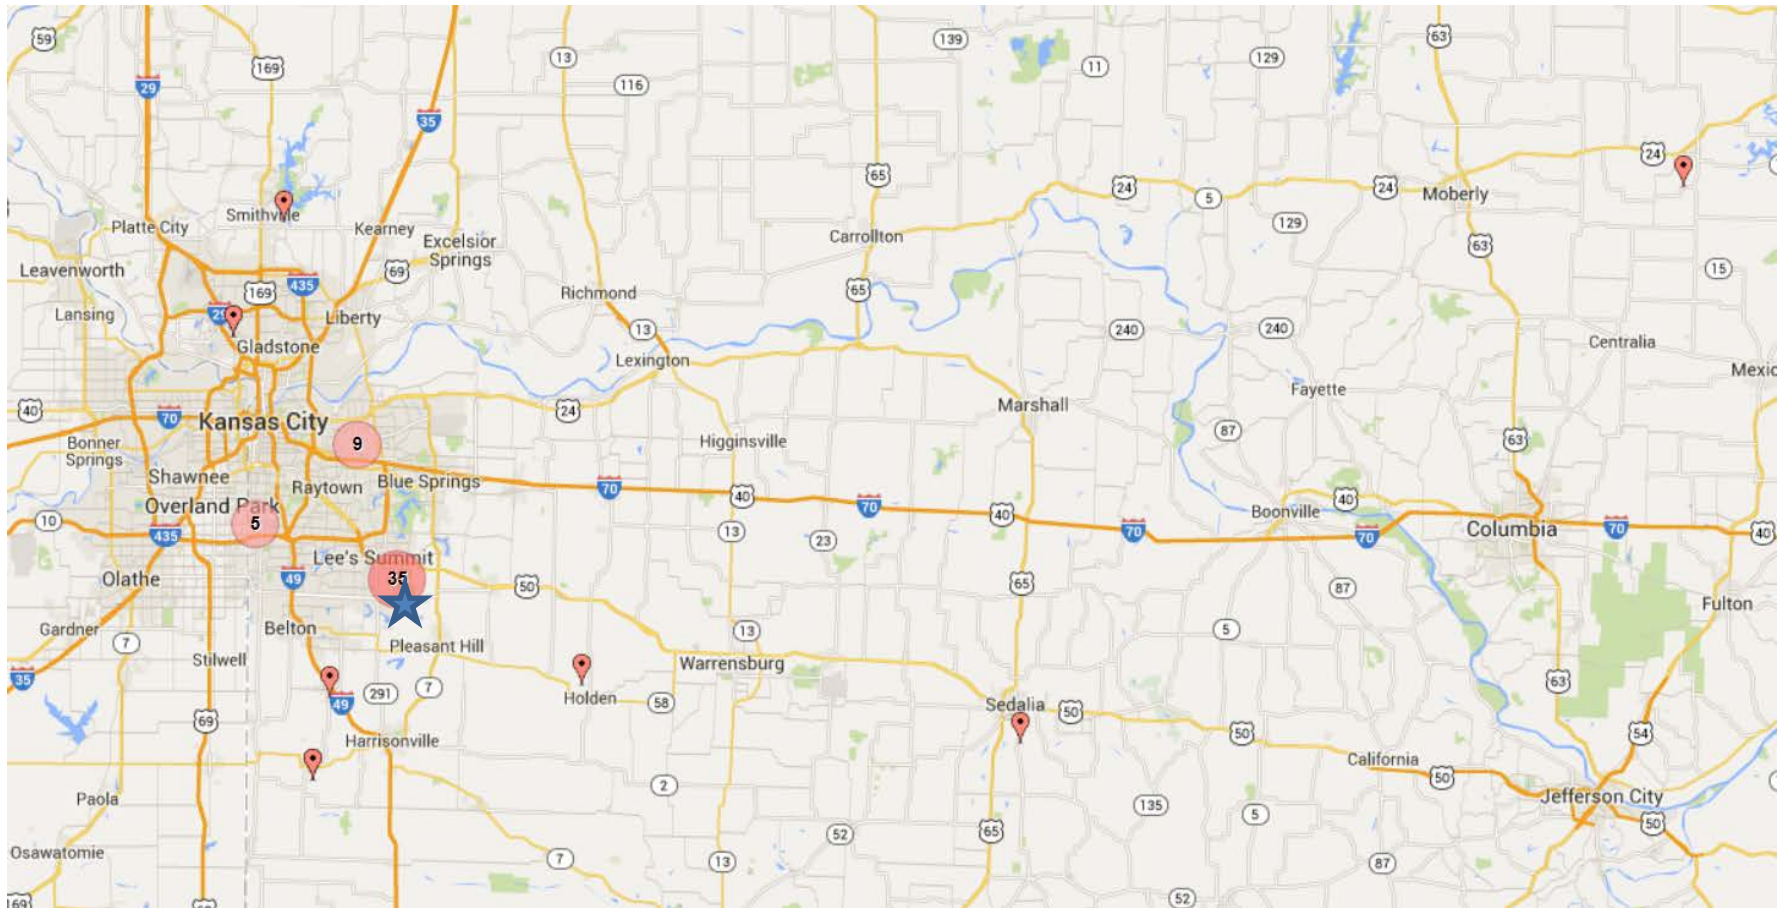 59
169
29
35
13
116
139
11
129
63
65
24
5
24
24
Moberly
129
Smithville
Platte City
Kearney
Excelsior
Springs
Carrollton
63
Leavenworth
69
435
169
65
15
Richmond
Lansing
29
Liberty
13
240
240
Gladstone
Lexington
Centralia
Mexic
40
70
Kansas City
24
Marshall
Fayette
9
Bonner
Springs
Higginsville
87
63
Shawnee
Raytown
Blue Springs
70
40
70
40
40
Overland Park
5
10
435
13
23
70
Boonville
70
Columbia
70
40
Lee's Summit
35
Olathe
49
50
65
87
Fulton
Gardner
7
Belton
Pleasant Hill
13
5
Stilwell
Warrensburg
35
291
7
49
Holden
58
63
69
Sedalia
50
50
54
Harrisonville
California
50
2
Paola
135
5
Jefferson City
50
65
52
Osawatomie
7
13
87
52
169